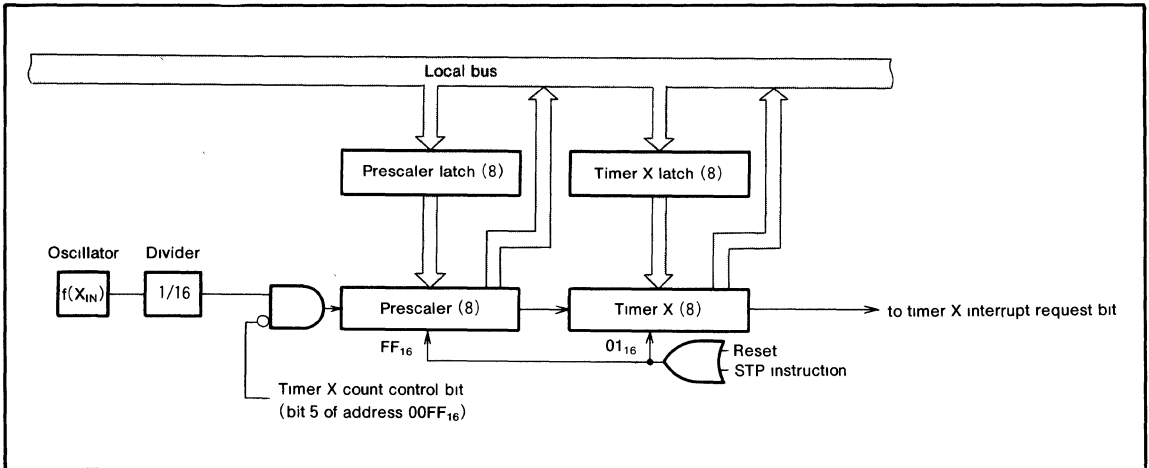 Local bus
Prescaler latch (8)
Timer X latch (8)
Oscillator
Divider
f(X_IN)
1/16
Prescaler (8)
Timer X (8)
to timer X interrupt request bit
FF₁₆
01₁₆
Reset
STP instruction
Timer X count control bit
(bit 5 of address 00FF₁₆)